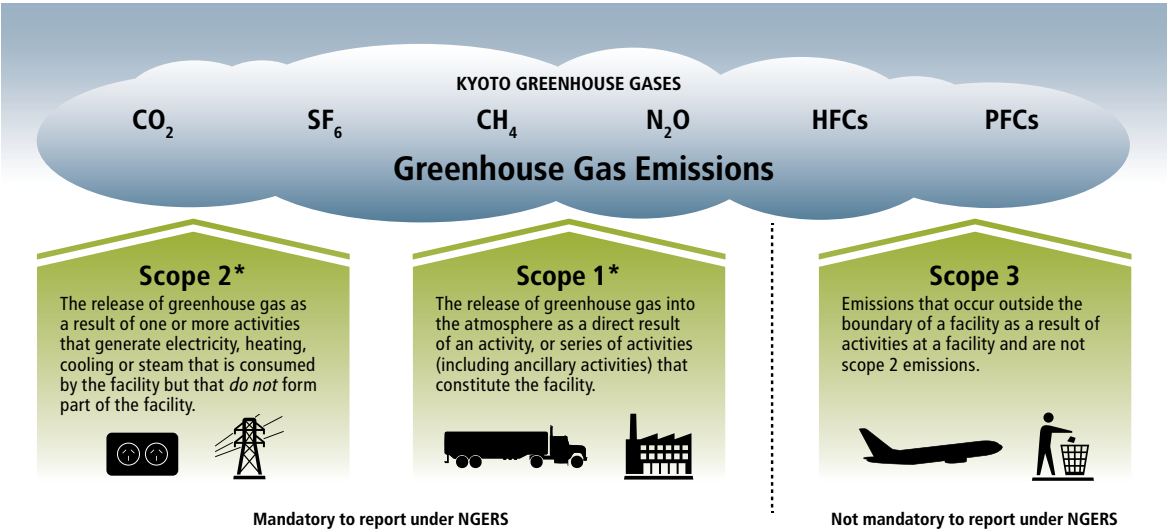 KYOTO GREENHOUSE GASES
CO₂ SF₆ CH₄ N₂O HFCs PFCs
Greenhouse Gas Emissions
Scope 2*
The release of greenhouse gas as
a result of one or more activities
that generate electricity, heating,
cooling or steam that is consumed
by the facility but that do not form
part of the facility.
Scope 1*
The release of greenhouse gas into
the atmosphere as a direct result
of an activity, or series of activities
(including ancillary activities) that
constitute the facility.
Scope 3
Emissions that occur outside the
boundary of a facility as a result of
activities at a facility and are not
scope 2 emissions.
Mandatory to report under NGERS
Not mandatory to report under NGERS